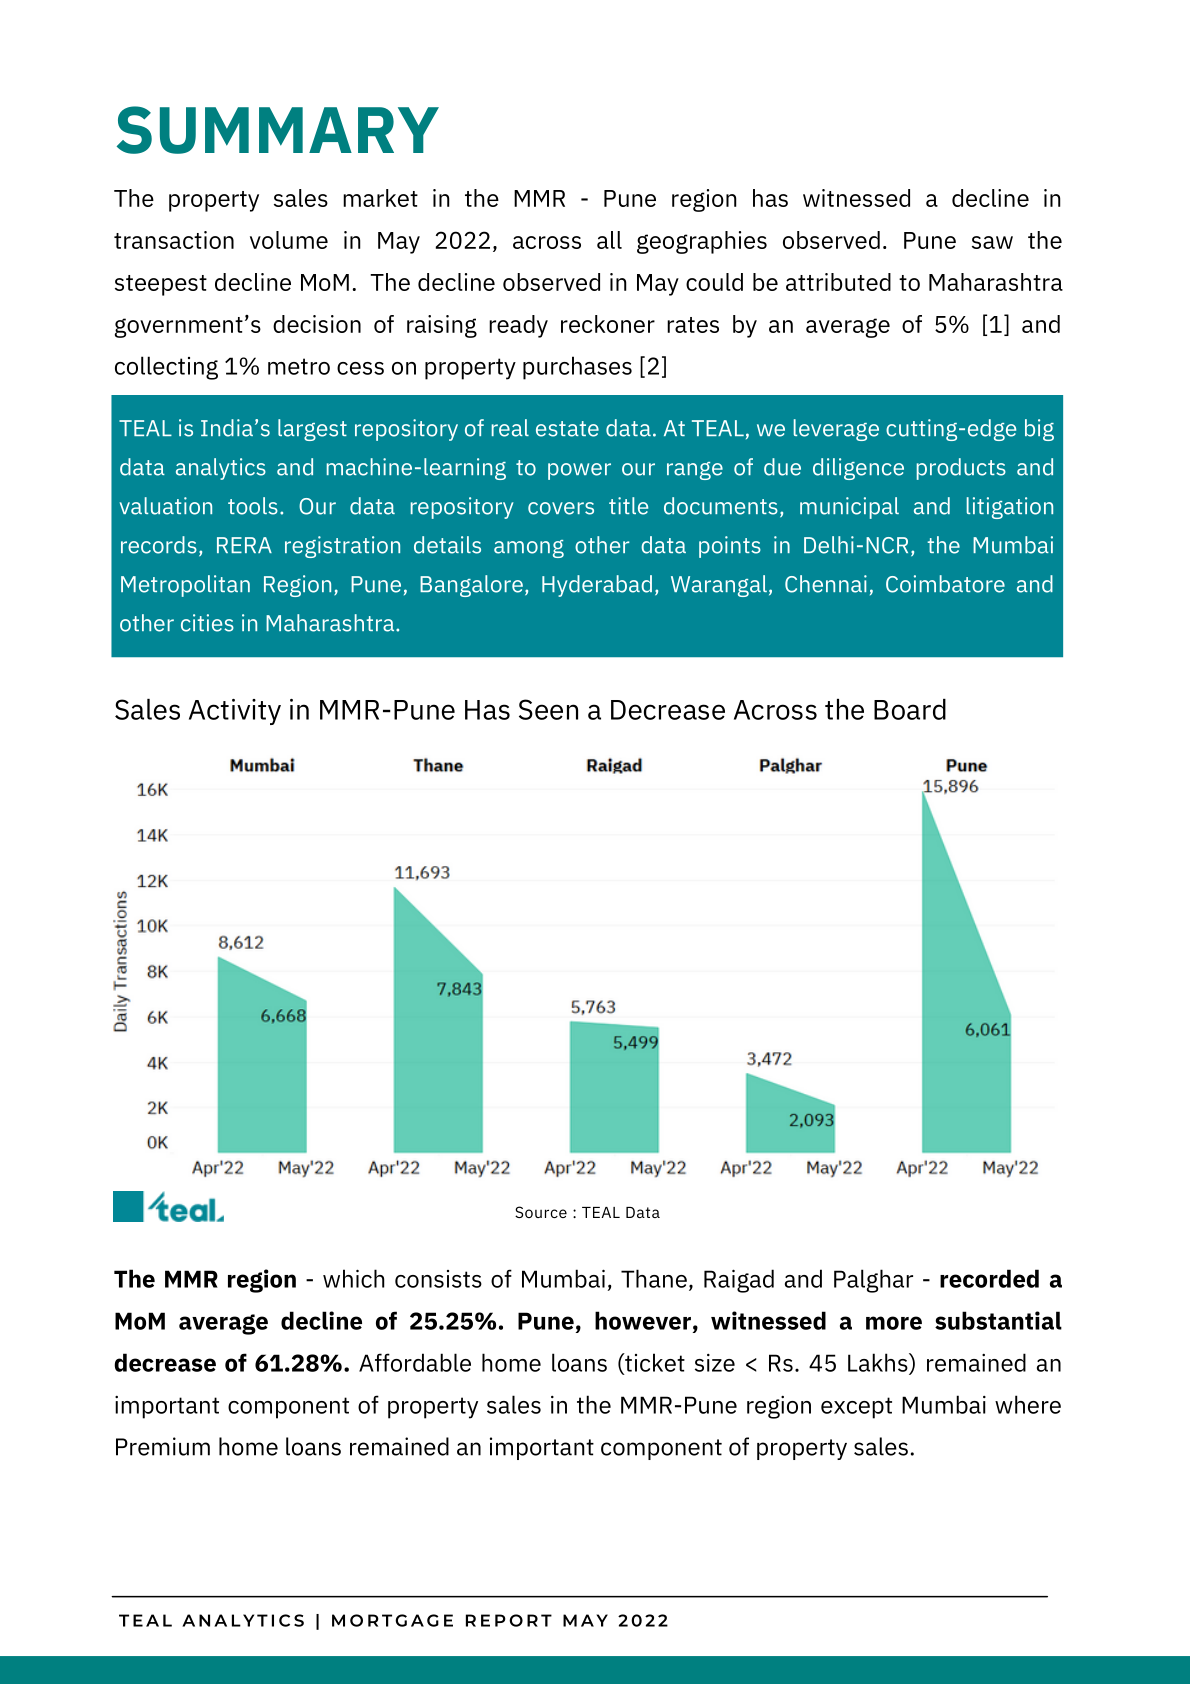 SUMMARY
The property sales market in the MMR - Pune region has witnessed a decline in
transaction volume in May 2022, across all geographies observed. Pune saw the
steepest decline MoM. The decline observed in May could be attributed to Maharashtra
government’s decision of raising ready reckoner rates by an average of 5% [1] and
collecting 1% metro cess on property purchases [2]
TEAL is India’s largest repository of real estate data. At TEAL, we leverage cutting-edge big
data analytics and machine-learning to power our range of due diligence products and
valuation tools. Our data repository covers title documents, municipal and litigation
records, RERA registration details among other data points in Delhi-NCR, the Mumbai
Metropolitan Region, Pune, Bangalore, Hyderabad, Warangal, Chennai, Coimbatore and
other cities in Maharashtra.
Sales Activity in MMR-Pune Has Seen a Decrease Across the Board
Mumbai Thane Raigad Palghar Pune
16K
14K
12K
10K
8K
6K
4K
2K
0K
Daily Transactions
8,612
6,668
11,693
7,843
5,763
5,499
3,472
2,093
15,896
6,061
Apr'22 May'22 Apr'22 May'22 Apr'22 May'22 Apr'22 May'22 Apr'22 May'22
teal.
Source : TEAL Data
The MMR region - which consists of Mumbai, Thane, Raigad and Palghar - recorded a
MoM average decline of 25.25%. Pune, however, witnessed a more substantial
decrease of 61.28%. Affordable home loans (ticket size < Rs. 45 Lakhs) remained an
important component of property sales in the MMR-Pune region except Mumbai where
Premium home loans remained an important component of property sales.
TEAL ANALYTICS | MORTGAGE REPORT MAY 2022